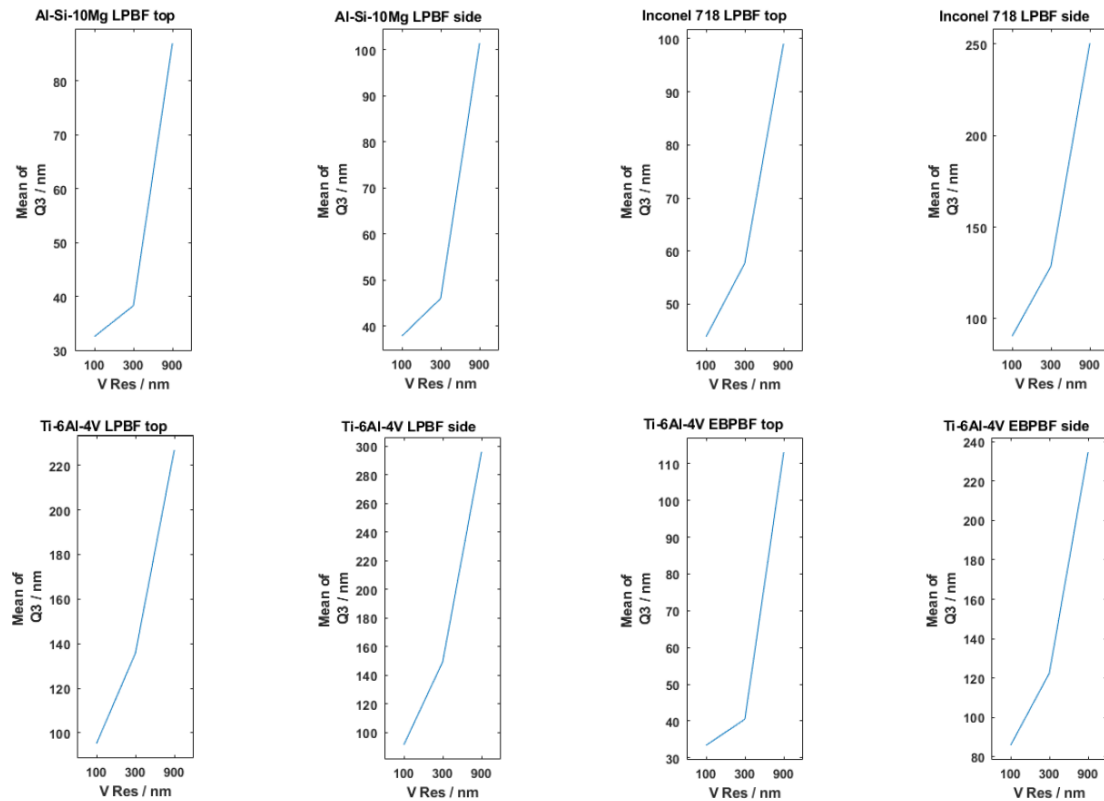 Al-Si-10Mg LPBF top
80
70
60
50
40
30
Mean of
Q3 / nm
100 300 900
V Res / nm
Al-Si-10Mg LPBF side
100
90
80
70
60
50
40
Mean of
Q3 / nm
100 300 900
V Res / nm
Inconel 718 LPBF top
100
90
80
70
60
50
Mean of
Q3 / nm
100 300 900
V Res / nm
Inconel 718 LPBF side
250
200
150
100
Mean of
Q3 / nm
100 300 900
V Res / nm
Ti-6Al-4V LPBF top
220
200
180
160
140
120
100
Mean of
Q3 / nm
100 300 900
V Res / nm
Ti-6Al-4V LPBF side
300
280
260
240
220
200
180
160
140
120
100
Mean of
Q3 / nm
100 300 900
V Res / nm
Ti-6Al-4V EBPBF top
110
100
90
80
70
60
50
40
30
Mean of
Q3 / nm
100 300 900
V Res / nm
Ti-6Al-4V EBPBF side
240
220
200
180
160
140
120
100
80
Mean of
Q3 / nm
100 300 900
V Res / nm